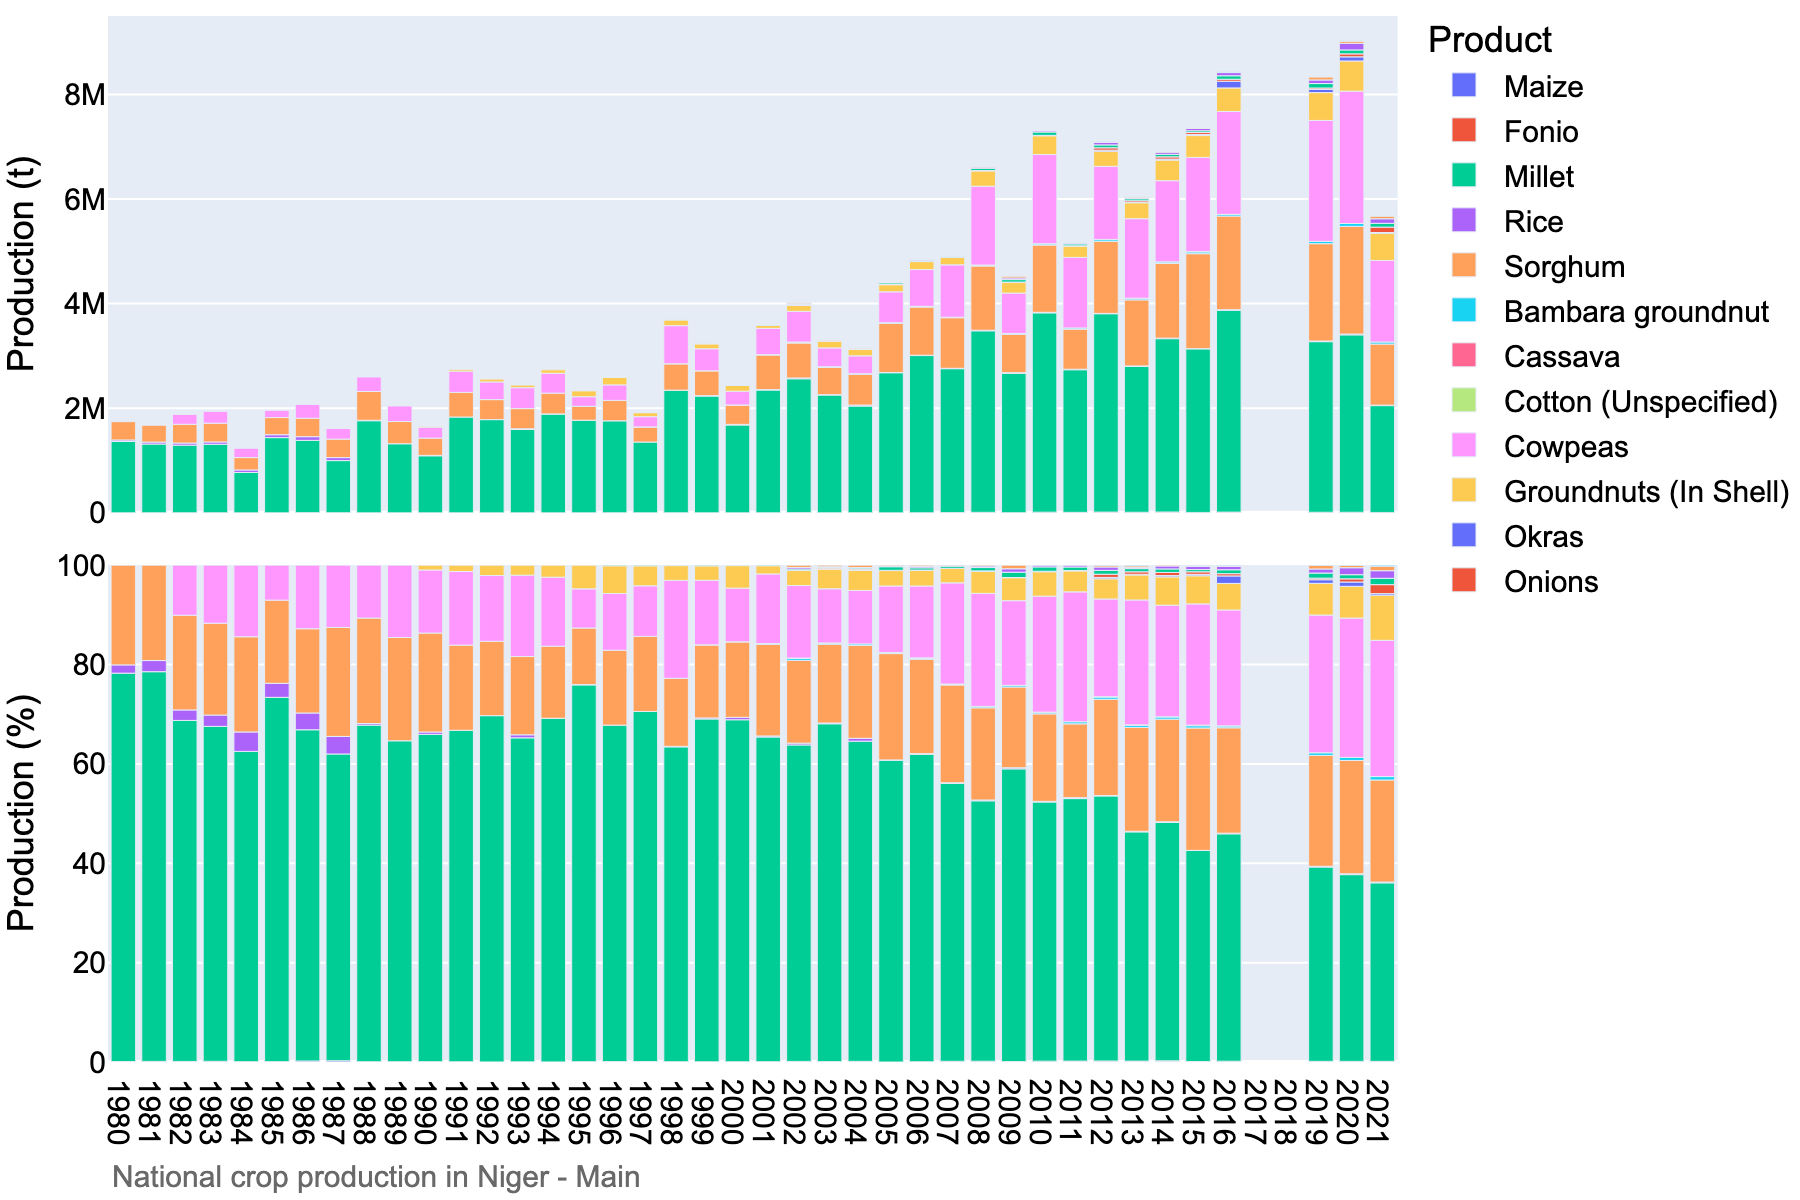 Production (t)
8M
6M
4M
2M
0
Product
Maize
Fonio
Millet
Rice
Sorghum
Bambara groundnut
Cassava
Cotton (Unspecified)
Cowpeas
Groundnuts (In Shell)
Okras
Onions
Production (%)
100
80
60
40
20
0
1980
1981
1982
1983
1984
1985
1986
1987
1988
1989
1990
1991
1992
1993
1994
1995
1996
1997
1998
1999
2000
2001
2002
2003
2004
2005
2006
2007
2008
2009
2010
2011
2012
2013
2014
2015
2016
2017
2018
2019
2020
2021
National crop production in Niger - Main